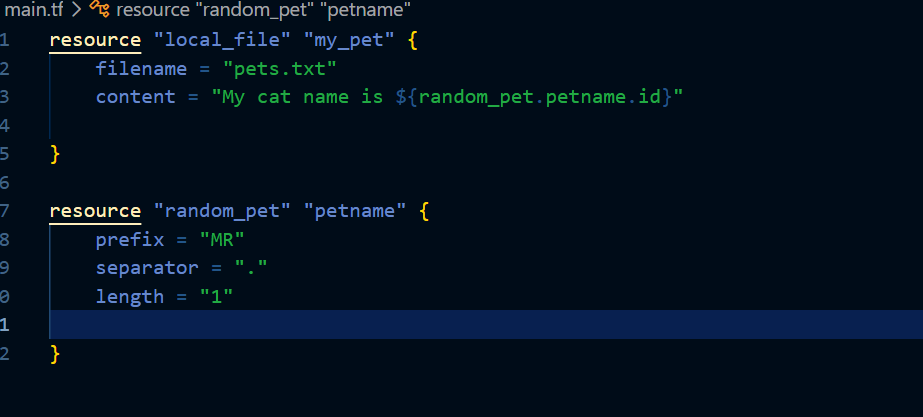 main.tf > resource "random_pet" "petname"
1 resource "local_file" "my_pet" {
2 filename = "pets.txt"
3 content = "My cat name is ${random_pet.petname.id}"
4
5 }
6
7 resource "random_pet" "petname" {
8 prefix = "MR"
9 separator = "."
0 length = "1"
1
2 }